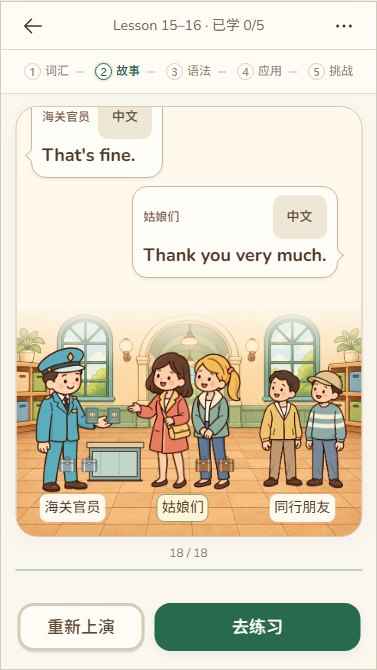 Lesson 15–16 · 已学 0/5
1 词汇 – 2 故事 – 3 语法 – 4 应用 – 5 挑战
海关官员 中文
That's fine.
姑娘们 中文
Thank you very much.
海关官员 姑娘们 同行朋友
18 / 18
重新上演 去练习